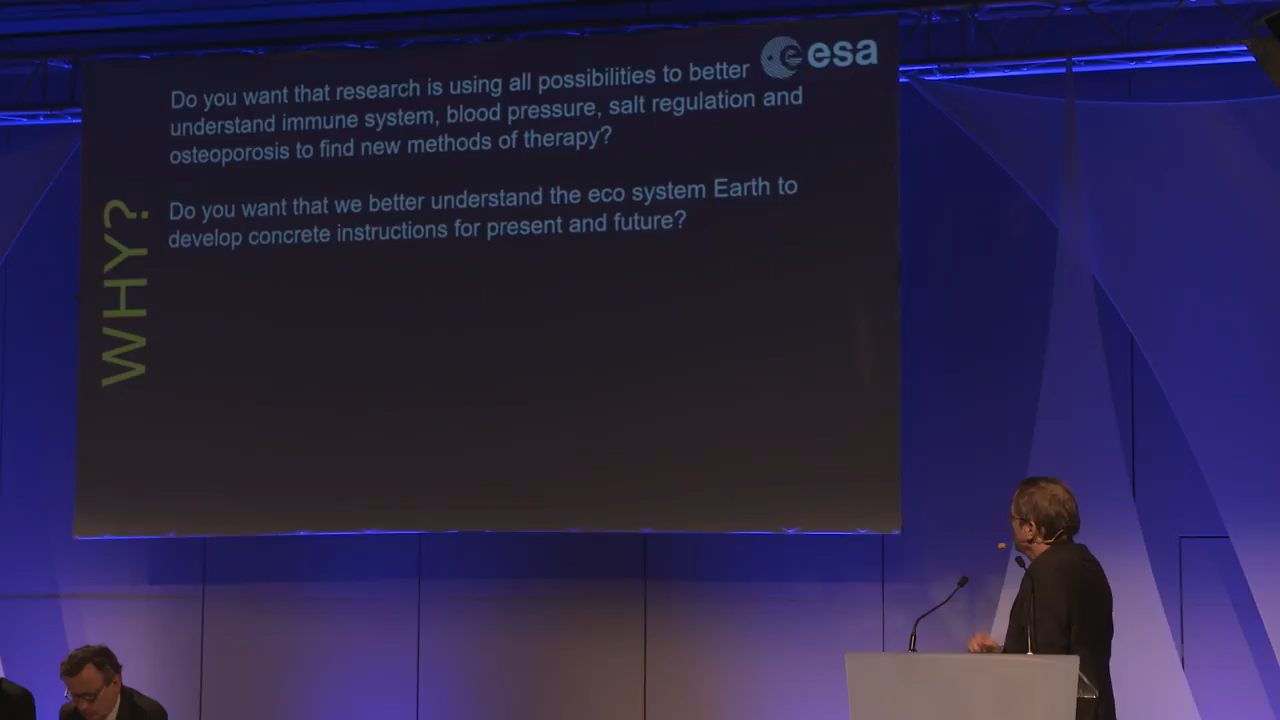 esa
Do you want that research is using all possibilities to better
understand immune system, blood pressure, salt regulation and
osteoporosis to find new methods of therapy?
Do you want that we better understand the eco system Earth to
develop concrete instructions for present and future?
WHY?